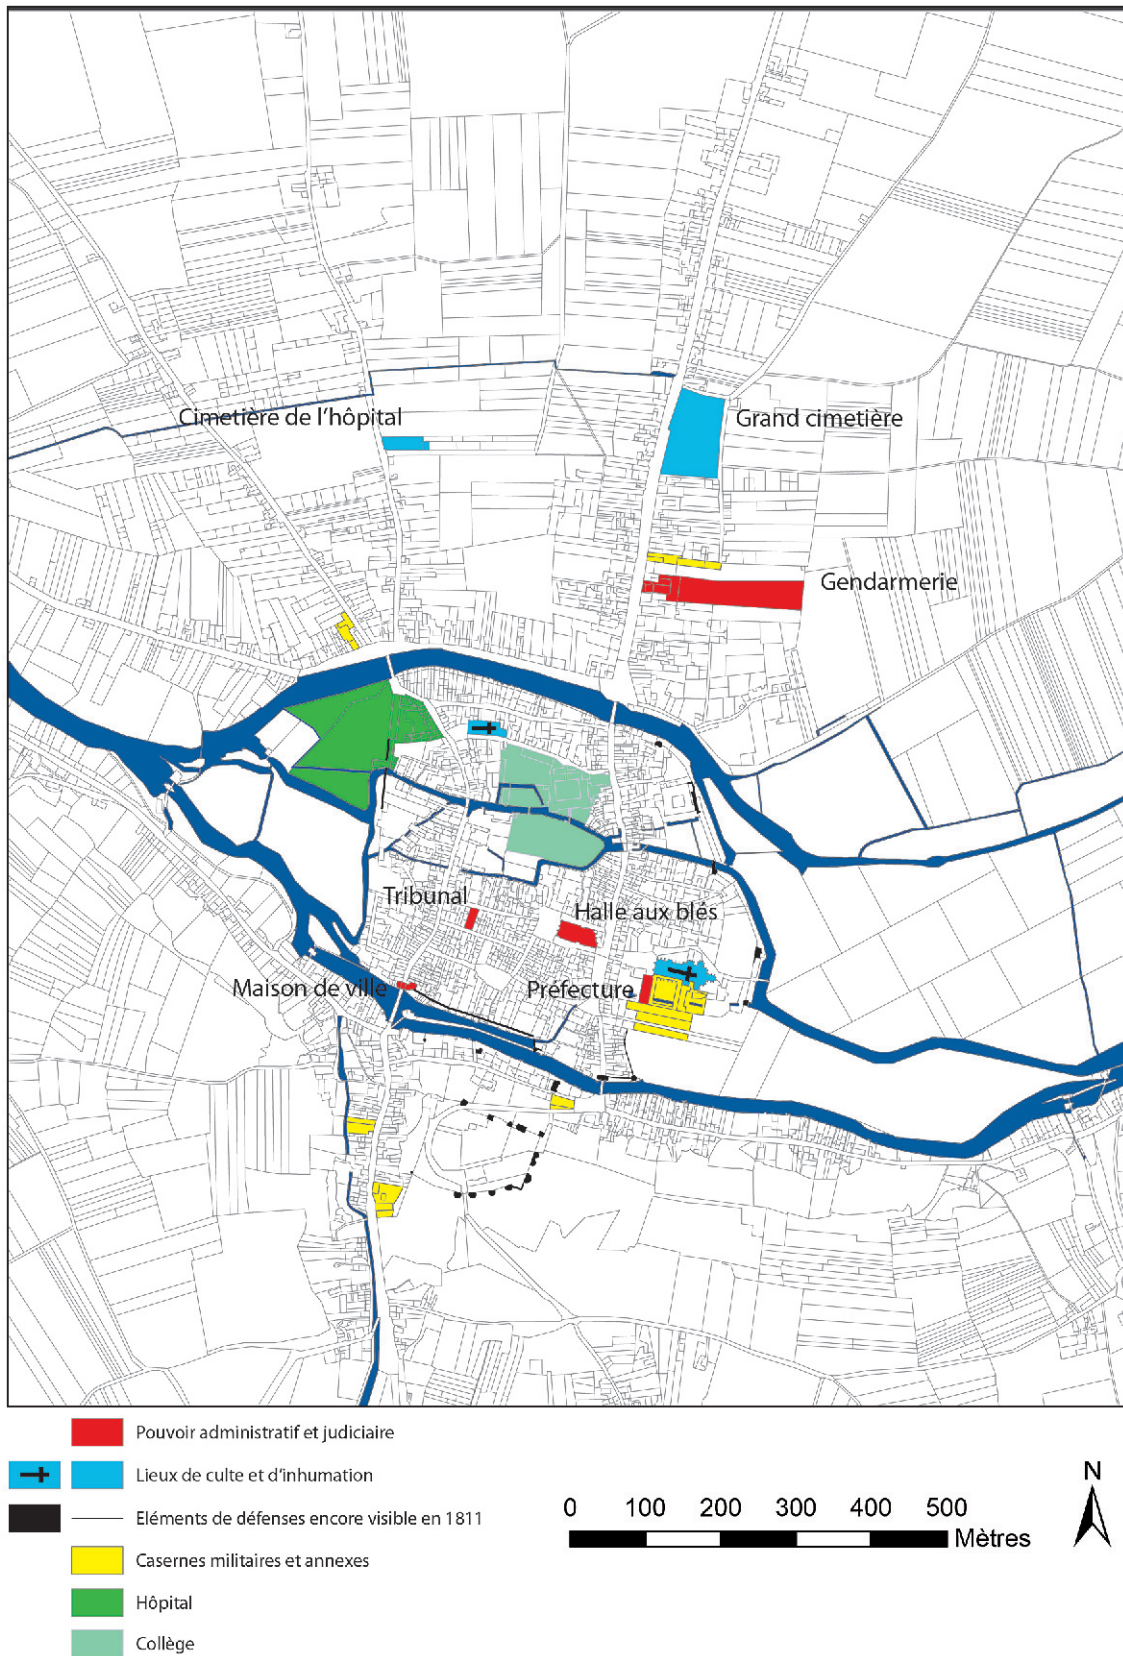 Cimetière de l'hôpital
Grand cimetière
Gendarmerie
Tribunal
Halle aux blés
Maison de ville
Préfecture
Pouvoir administratif et judiciaire
Lieux de culte et d'inhumation
Eléments de défenses encore visible en 1811
Casernes militaires et annexes
Hôpital
Collège
0 100 200 300 400 500
Mètres
N